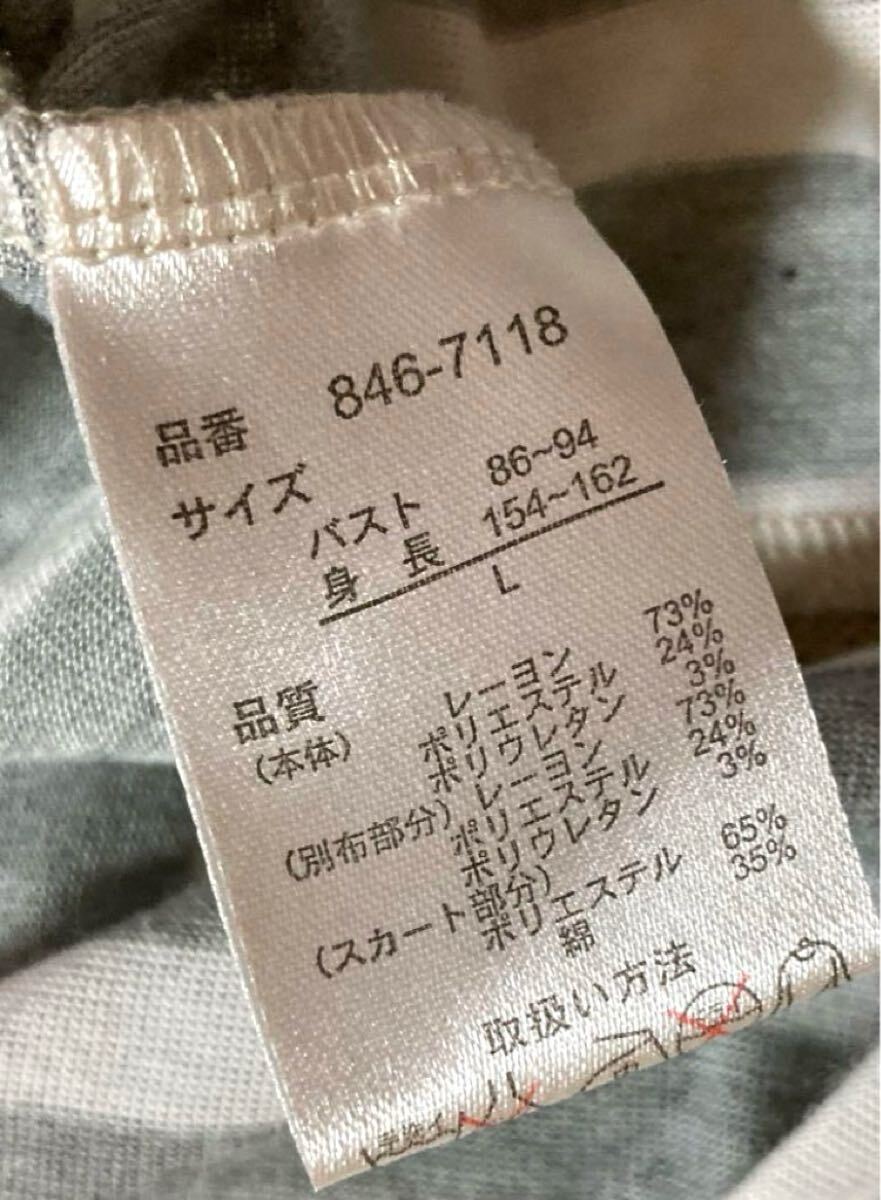 品番 846-7118
サイズ
バスト 86~94
身長 154~162
L
品質
(本体) レーヨン 73%
ポリエステル 24%
ポリウレタン 3%
(別布部分) レーヨン 73%
ポリエステル 24%
ポリウレタン 3%
(スカート部分)
ポリエステル 65%
綿 35%
取扱い方法